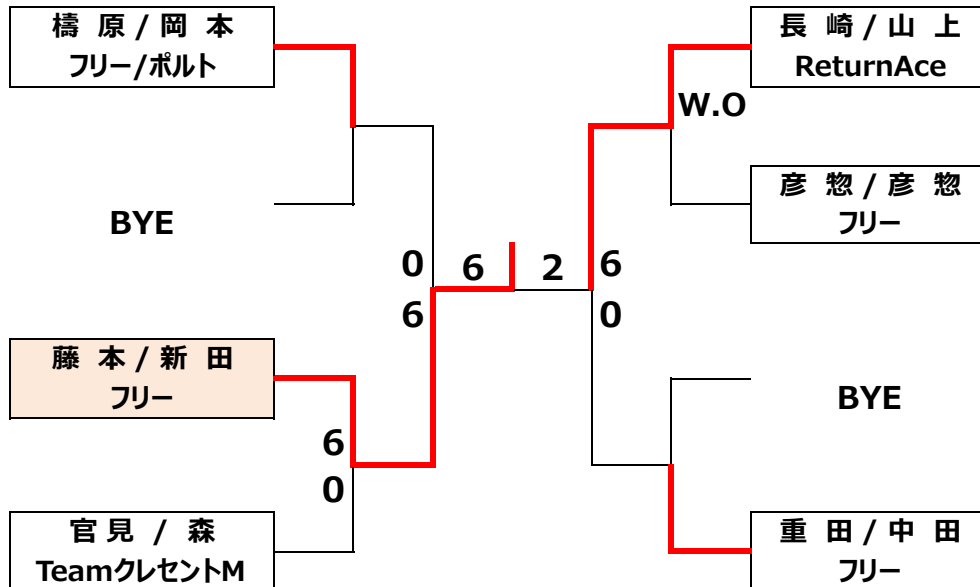 檮 原 / 岡 本
フリー/ポルト
BYE
藤 本 / 新 田
フリー
官見 / 森
TeamクレセントM
6
0
0
6
6
2
6
0
W.O
長 崎 / 山 上
ReturnAce
彦 惣 / 彦 惣
フリー
BYE
重 田 / 中 田
フリー